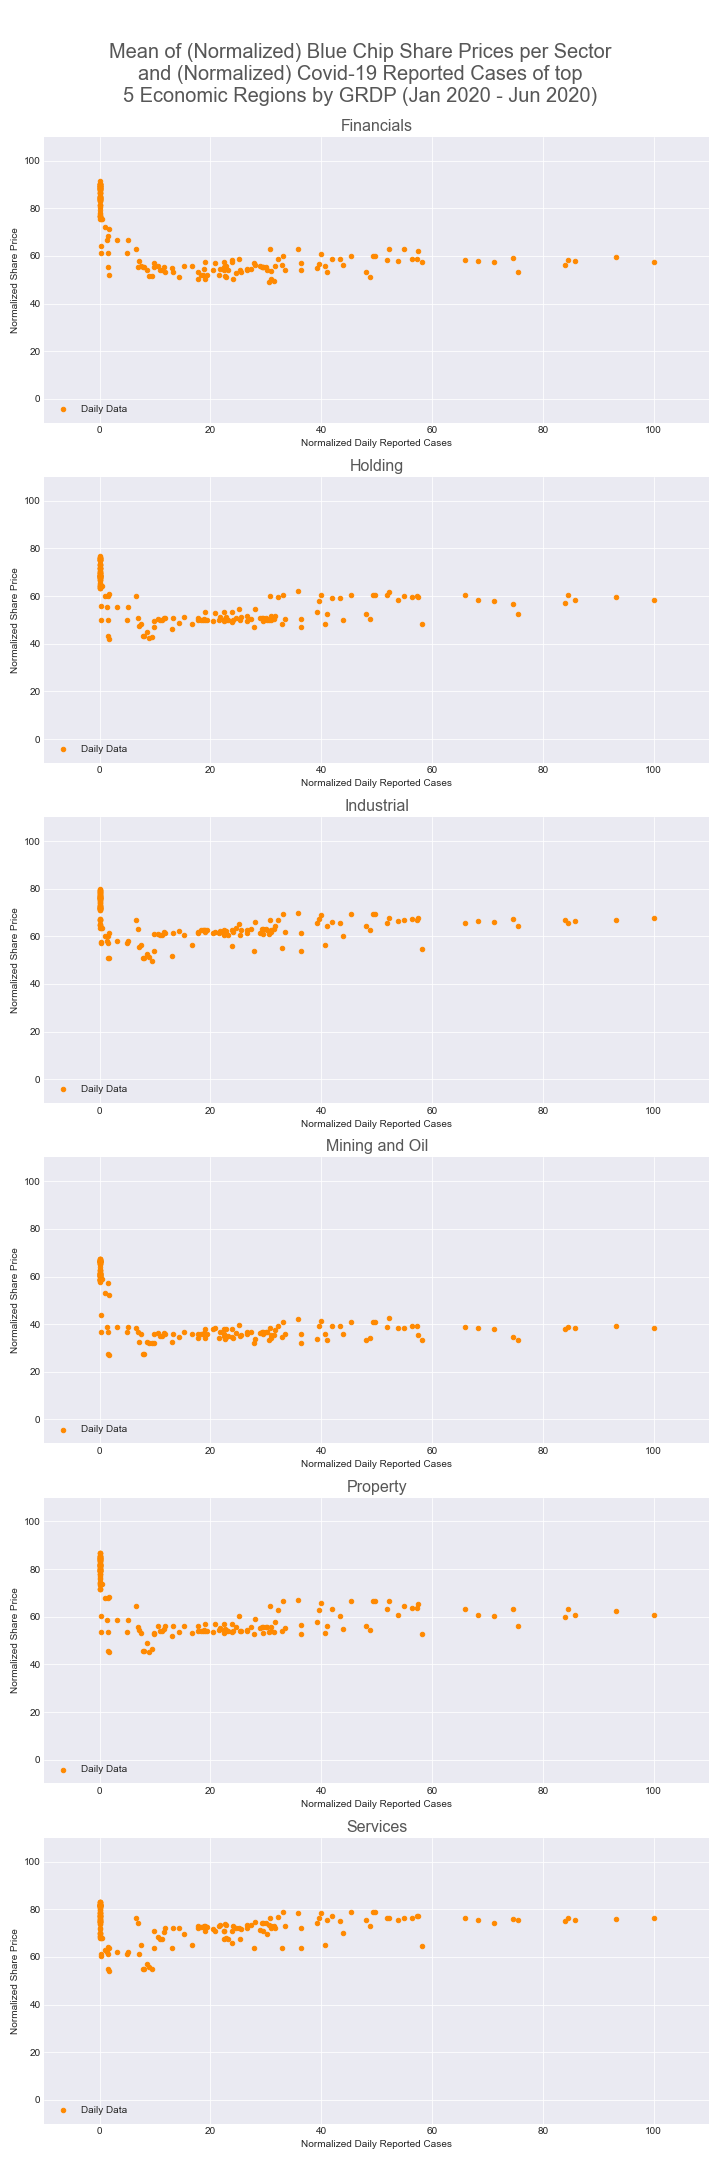 Mean of (Normalized) Blue Chip Share Prices per Sector
and (Normalized) Covid-19 Reported Cases of top
5 Economic Regions by GRDP (Jan 2020 - Jun 2020)
Financials
Normalized Share Price
100
80
60
40
20
0
Daily Data
0 20 40 60 80 100
Normalized Daily Reported Cases
Holding
Normalized Share Price
100
80
60
40
20
0
Daily Data
0 20 40 60 80 100
Normalized Daily Reported Cases
Industrial
Normalized Share Price
100
80
60
40
20
0
Daily Data
0 20 40 60 80 100
Normalized Daily Reported Cases
Mining and Oil
Normalized Share Price
100
80
60
40
20
0
Daily Data
0 20 40 60 80 100
Normalized Daily Reported Cases
Property
Normalized Share Price
100
80
60
40
20
0
Daily Data
0 20 40 60 80 100
Normalized Daily Reported Cases
Services
Normalized Share Price
100
80
60
40
20
0
Daily Data
0 20 40 60 80 100
Normalized Daily Reported Cases